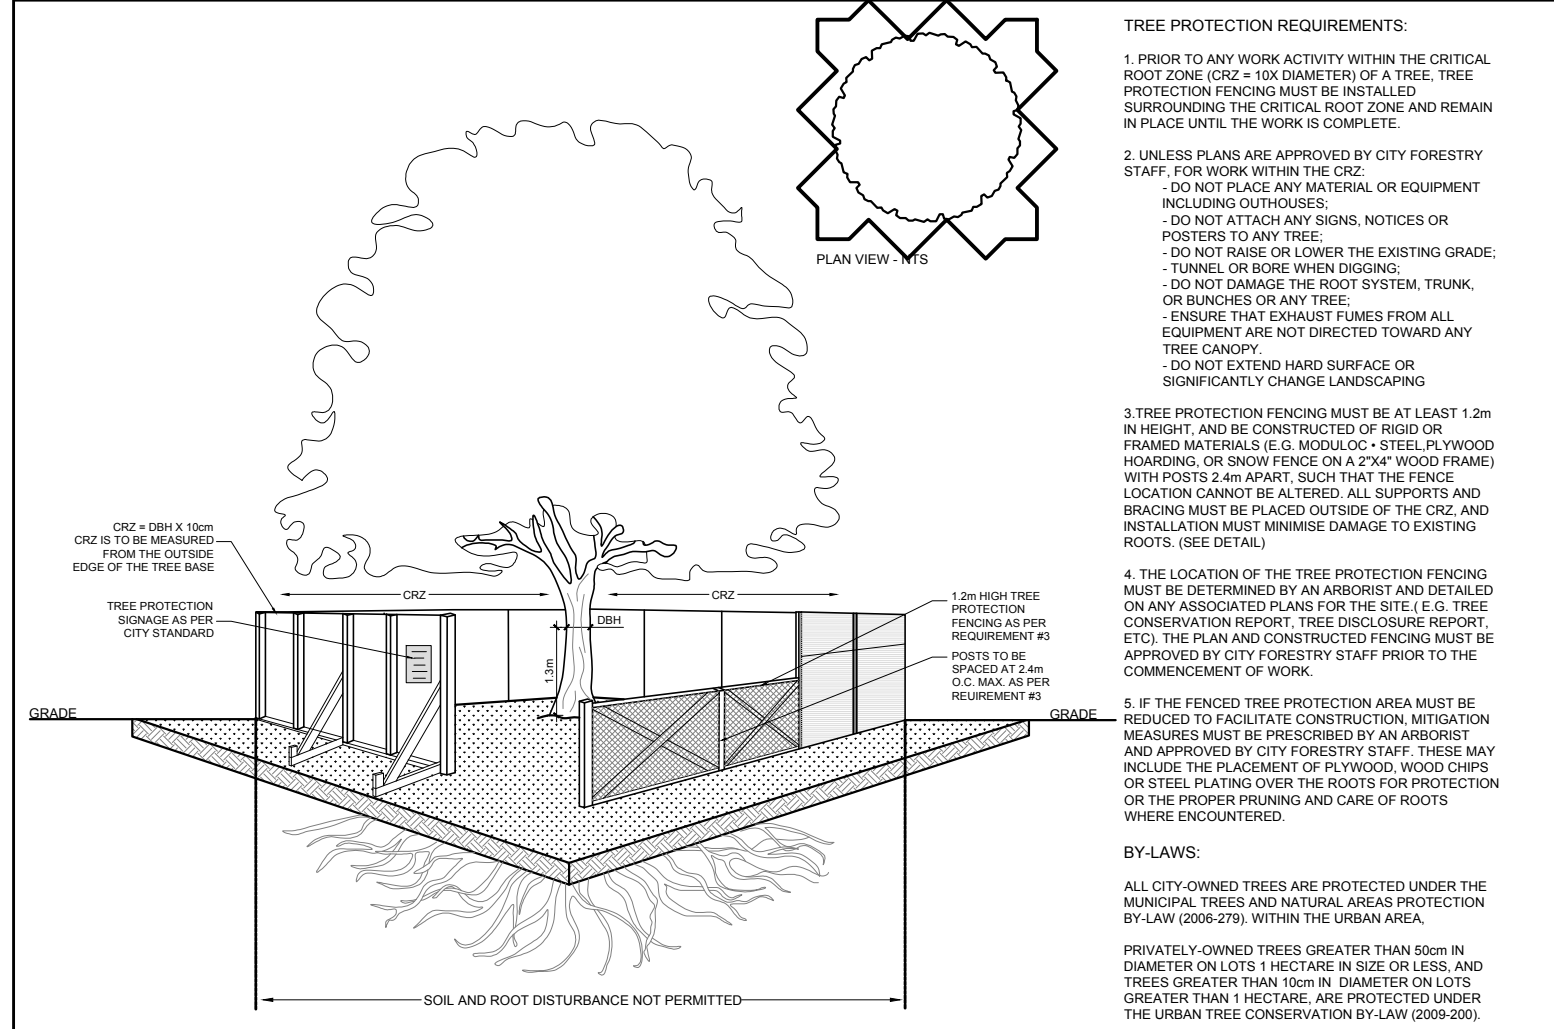 PLAN VIEW - NTS
CRZ = DBH X 10cm
CRZ IS TO BE MEASURED
FROM THE OUTSIDE
EDGE OF THE TREE BASE
TREE PROTECTION
SIGNAGE AS PER
CITY STANDARD
GRADE
CRZ
CRZ
DBH
1.3m
1.2m HIGH TREE
PROTECTION
FENCING AS PER
REQUIREMENT #3
POSTS TO BE
SPACED AT 2.4m
O.C. MAX. AS PER
REUIREMENT #3
GRADE
SOIL AND ROOT DISTURBANCE NOT PERMITTED
TREE PROTECTION REQUIREMENTS:
1. PRIOR TO ANY WORK ACTIVITY WITHIN THE CRITICAL
ROOT ZONE (CRZ = 10X DIAMETER) OF A TREE, TREE
PROTECTION FENCING MUST BE INSTALLED
SURROUNDING THE CRITICAL ROOT ZONE AND REMAIN
IN PLACE UNTIL THE WORK IS COMPLETE.
2. UNLESS PLANS ARE APPROVED BY CITY FORESTRY
STAFF, FOR WORK WITHIN THE CRZ:
- DO NOT PLACE ANY MATERIAL OR EQUIPMENT
INCLUDING OUTHOUSES;
- DO NOT ATTACH ANY SIGNS, NOTICES OR
POSTERS TO ANY TREE;
- DO NOT RAISE OR LOWER THE EXISTING GRADE;
- TUNNEL OR BORE WHEN DIGGING;
- DO NOT DAMAGE THE ROOT SYSTEM, TRUNK,
OR BUNCHES OR ANY TREE;
- ENSURE THAT EXHAUST FUMES FROM ALL
EQUIPMENT ARE NOT DIRECTED TOWARD ANY
TREE CANOPY.
- DO NOT EXTEND HARD SURFACE OR
SIGNIFICANTLY CHANGE LANDSCAPING
3.TREE PROTECTION FENCING MUST BE AT LEAST 1.2m
IN HEIGHT, AND BE CONSTRUCTED OF RIGID OR
FRAMED MATERIALS (E.G. MODULOC • STEEL,PLYWOOD
HOARDING, OR SNOW FENCE ON A 2"X4" WOOD FRAME)
WITH POSTS 2.4m APART, SUCH THAT THE FENCE
LOCATION CANNOT BE ALTERED. ALL SUPPORTS AND
BRACING MUST BE PLACED OUTSIDE OF THE CRZ, AND
INSTALLATION MUST MINIMISE DAMAGE TO EXISTING
ROOTS. (SEE DETAIL)
4. THE LOCATION OF THE TREE PROTECTION FENCING
MUST BE DETERMINED BY AN ARBORIST AND DETAILED
ON ANY ASSOCIATED PLANS FOR THE SITE.( E.G. TREE
CONSERVATION REPORT, TREE DISCLOSURE REPORT,
ETC). THE PLAN AND CONSTRUCTED FENCING MUST BE
APPROVED BY CITY FORESTRY STAFF PRIOR TO THE
COMMENCEMENT OF WORK.
5. IF THE FENCED TREE PROTECTION AREA MUST BE
REDUCED TO FACILITATE CONSTRUCTION, MITIGATION
MEASURES MUST BE PRESCRIBED BY AN ARBORIST
AND APPROVED BY CITY FORESTRY STAFF. THESE MAY
INCLUDE THE PLACEMENT OF PLYWOOD, WOOD CHIPS
OR STEEL PLATING OVER THE ROOTS FOR PROTECTION
OR THE PROPER PRUNING AND CARE OF ROOTS
WHERE ENCOUNTERED.
BY-LAWS:
ALL CITY-OWNED TREES ARE PROTECTED UNDER THE
MUNICIPAL TREES AND NATURAL AREAS PROTECTION
BY-LAW (2006-279). WITHIN THE URBAN AREA,
PRIVATELY-OWNED TREES GREATER THAN 50cm IN
DIAMETER ON LOTS 1 HECTARE IN SIZE OR LESS, AND
TREES GREATER THAN 10cm IN DIAMETER ON LOTS
GREATER THAN 1 HECTARE, ARE PROTECTED UNDER
THE URBAN TREE CONSERVATION BY-LAW (2009-200).